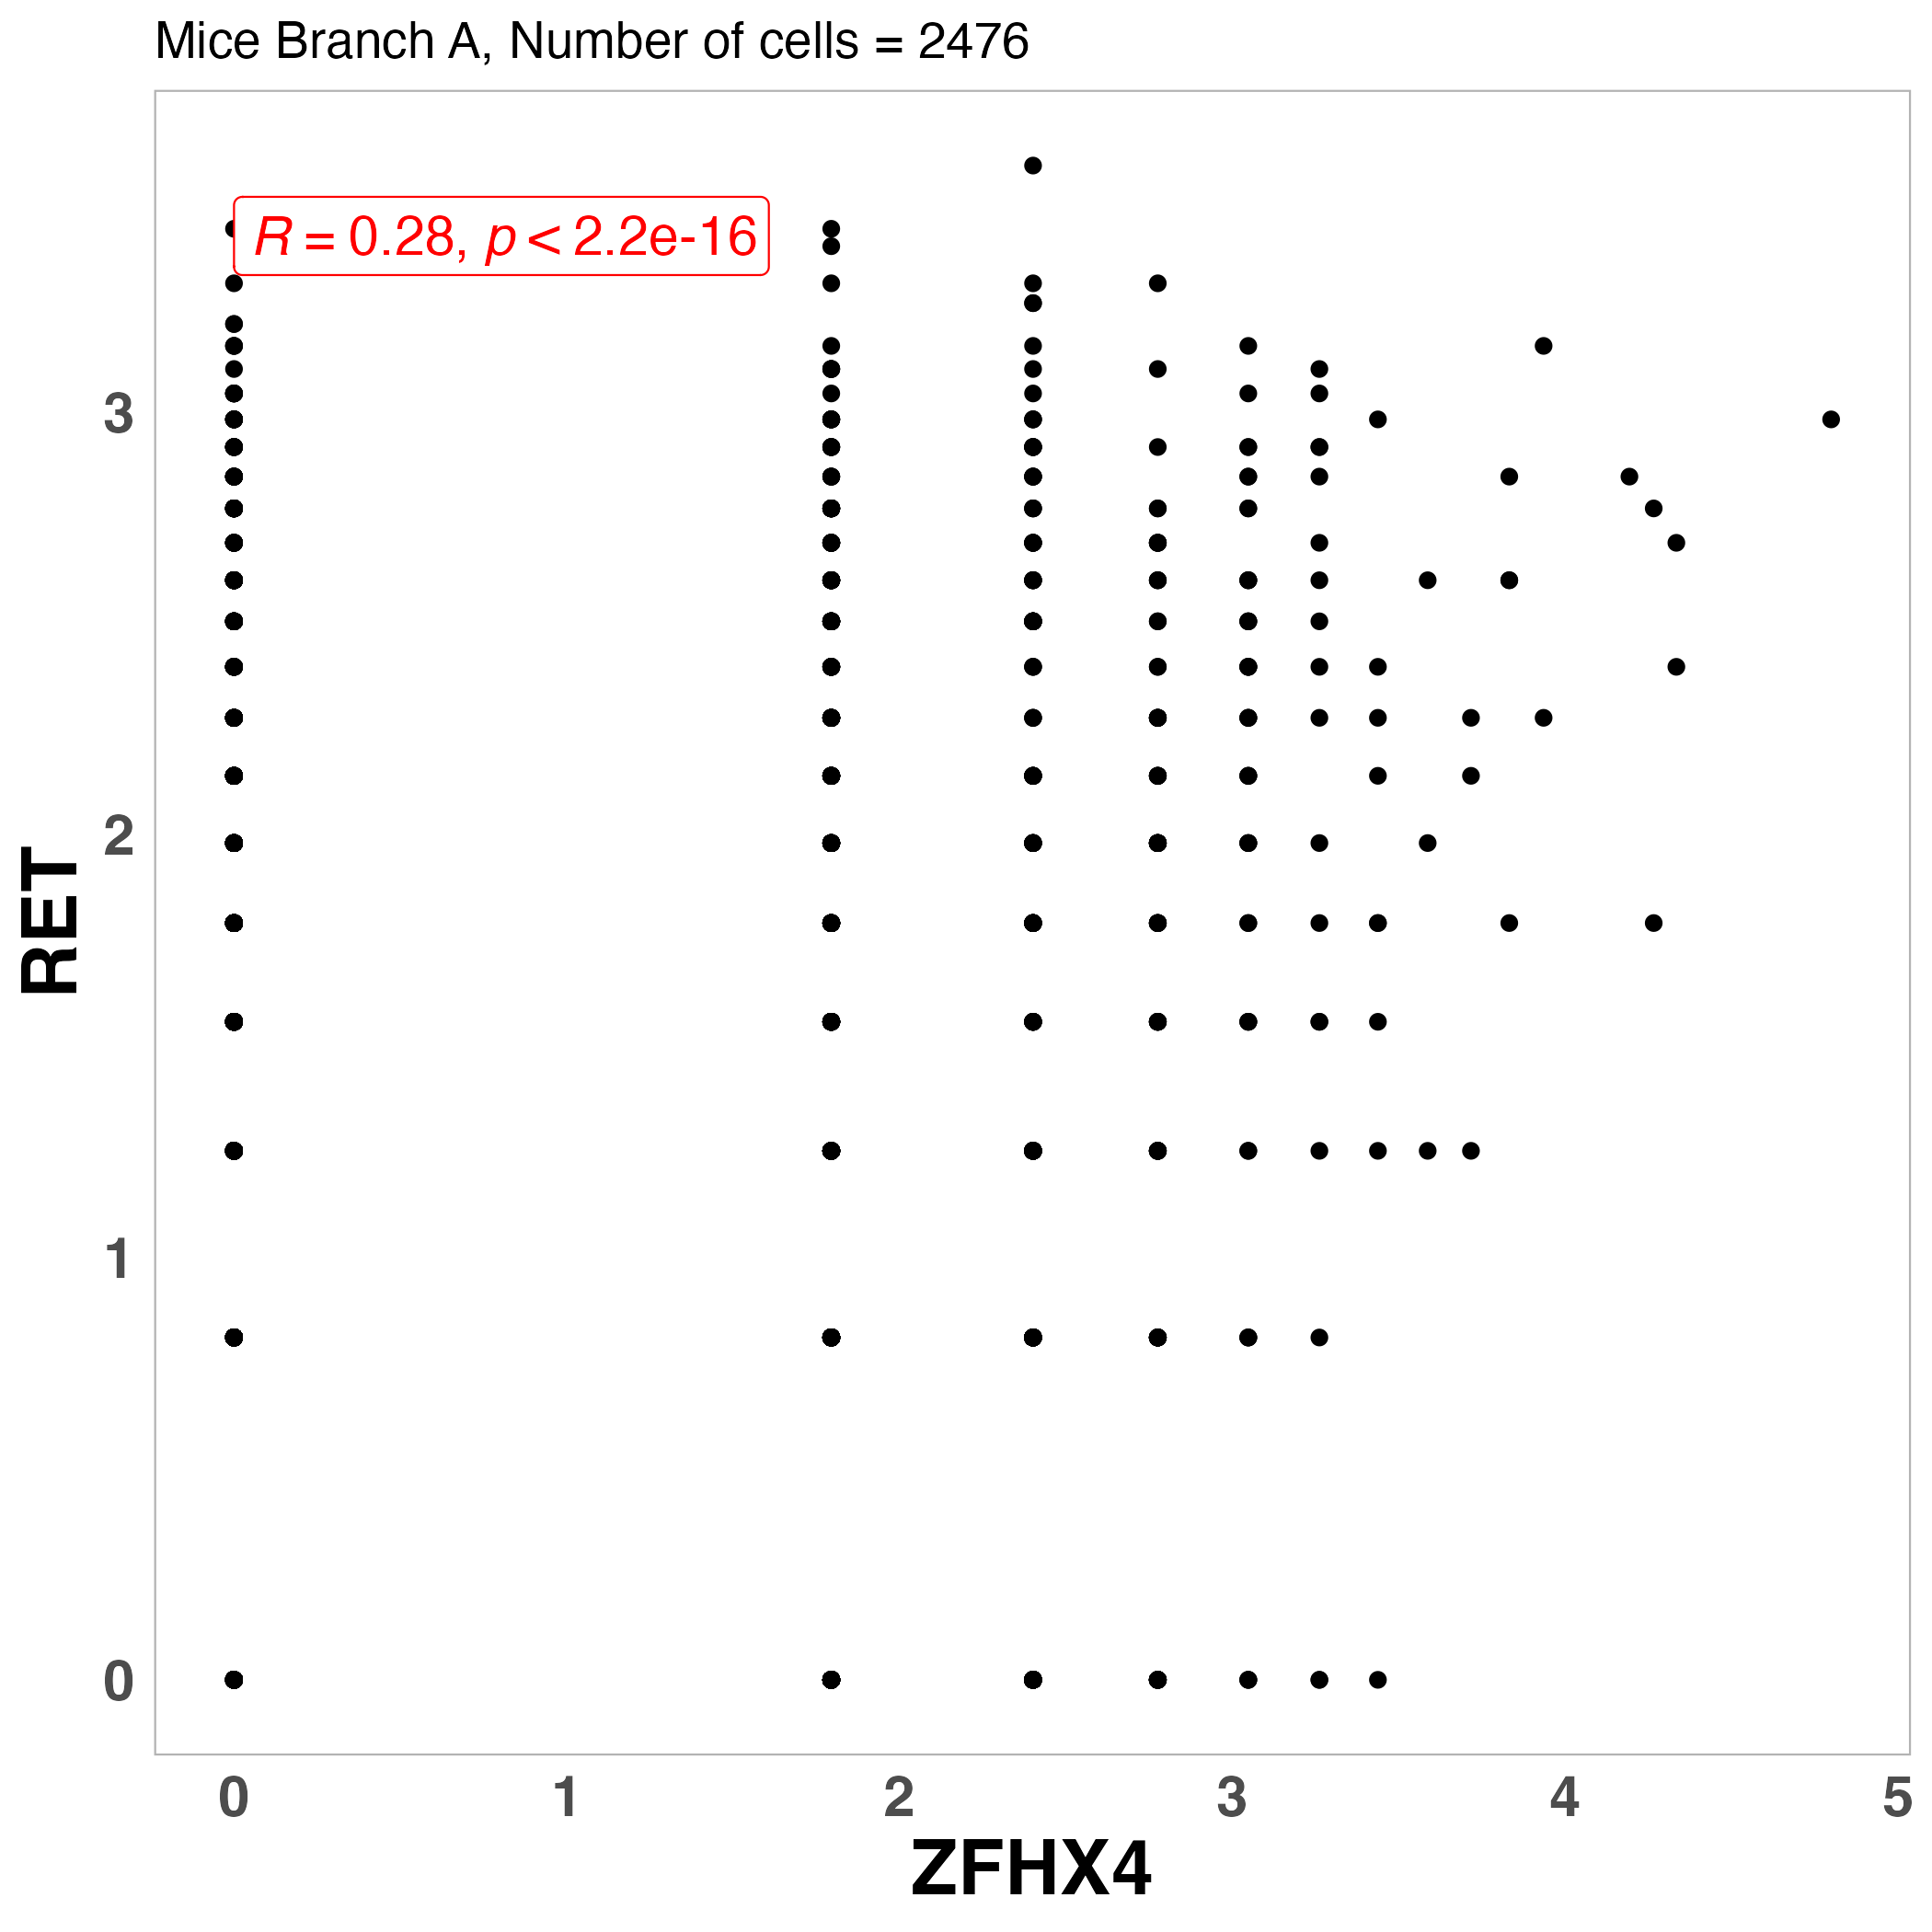 Mice Branch A, Number of cells = 2476
R = 0.28, p < 2.2e-16
3
2
1
0
RET
0 1 2 3 4 5
ZFHX4